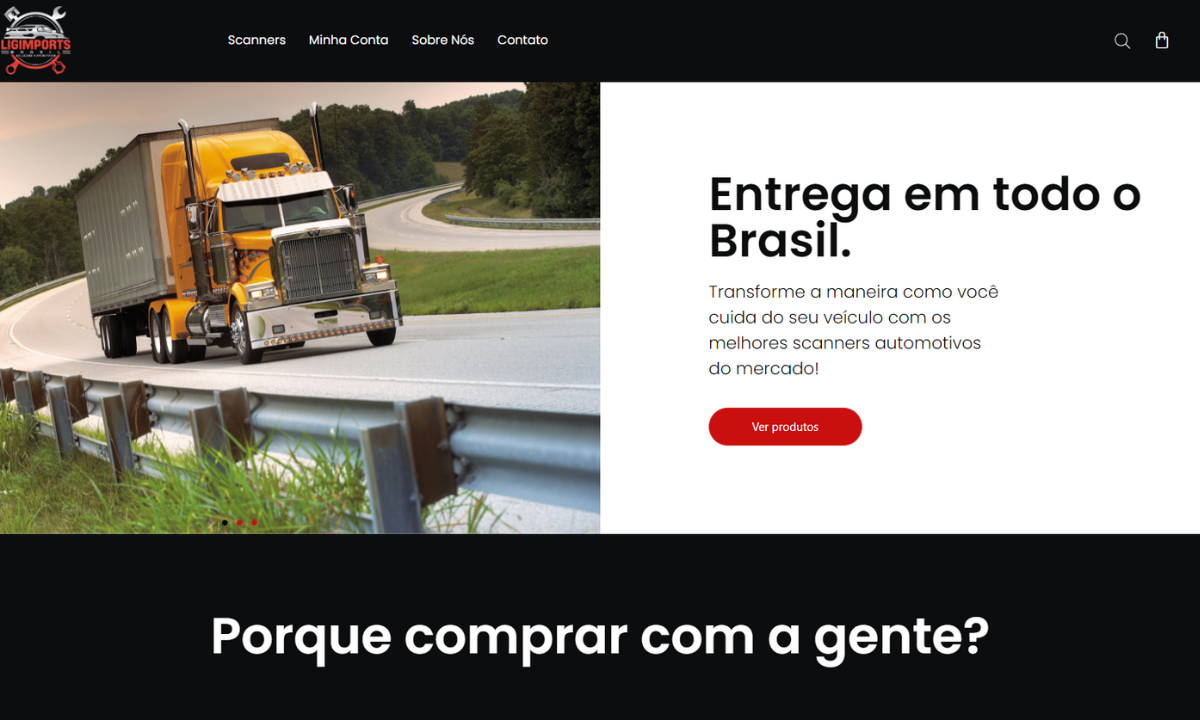 LIGIMPORTS
BRASIL
Scanners
Minha Conta
Sobre Nós
Contato
Entrega em todo o
Brasil.
Transforme a maneira como você
cuida do seu veículo com os
melhores scanners automotivos
do mercado!
Ver produtos
Porque comprar com a gente?